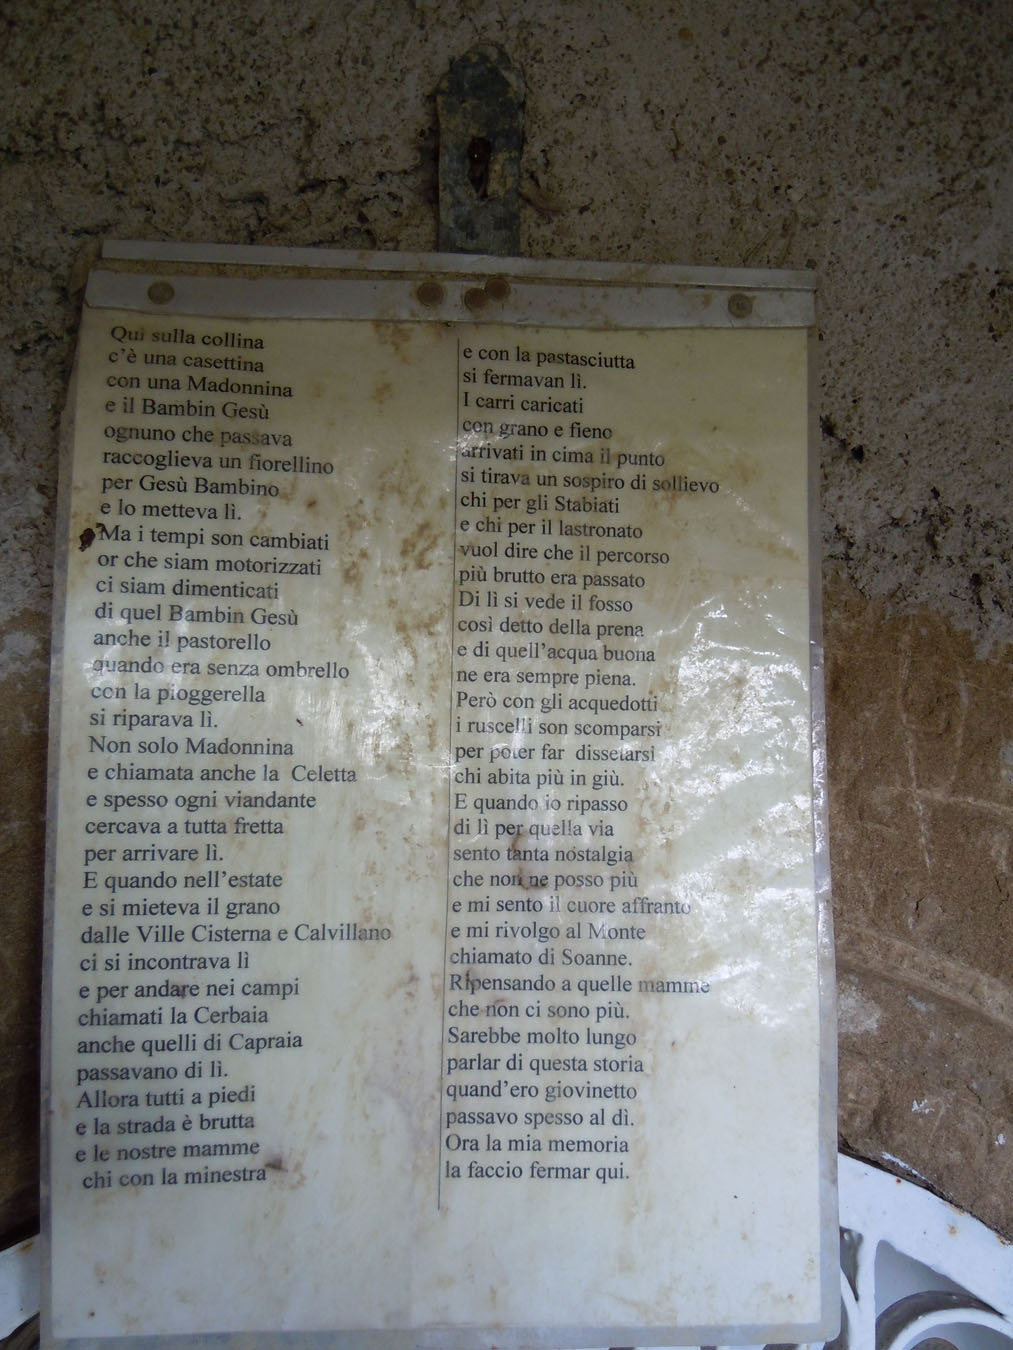 Qui sulla collina
c'è una casettina
con una Madonnina
e il Bambin Gesù
ognuno che passava
raccoglieva un fiorellino
per Gesù Bambino
e lo metteva lì.
Ma i tempi son cambiati
or che siam motorizzati
ci siam dimenticati
di quel Bambin Gesù
anche il pastorello
quando era senza ombrello
con la pioggerella
si riparava lì.
Non solo Madonnina
e chiamata anche la Celetta
e spesso ogni viandante
cercava a tutta fretta
per arrivare lì.
E quando nell'estate
e si mieteva il grano
dalle Ville Cisterna e Calvillano
ci si incontrava lì
e per andare nei campi
chiamati la Cerbaia
anche quelli di Capraia
passavano di lì.
Allora tutti a piedi
e la strada è brutta
e le nostre mamme
chi con la minestra
e con la pastasciutta
si fermavan lì.
I carri caricati
con grano e fieno
arrivati in cima il punto
si tirava un sospiro di sollievo
chi per gli Stabiati
e chi per il lastronato
vuol dire che il percorso
più brutto era passato
Di lì si vede il fosso
così detto della prena
e di quell'acqua buona
ne era sempre piena.
Però con gli acquedotti
i ruscelli son scomparsi
per poter far dissetarsi
chi abita più in giù.
E quando io ripasso
di lì per quella via
sento tanta nostalgia
che non ne posso più
e mi sento il cuore affranto
e mi rivolgo al Monte
chiamato di Soanne.
Ripensando a quelle mamme
che non ci sono più.
Sarebbe molto lungo
parlar di questa storia
quand'ero giovinetto
passavo spesso al dì.
Ora la mia memoria
la faccio fermar qui.